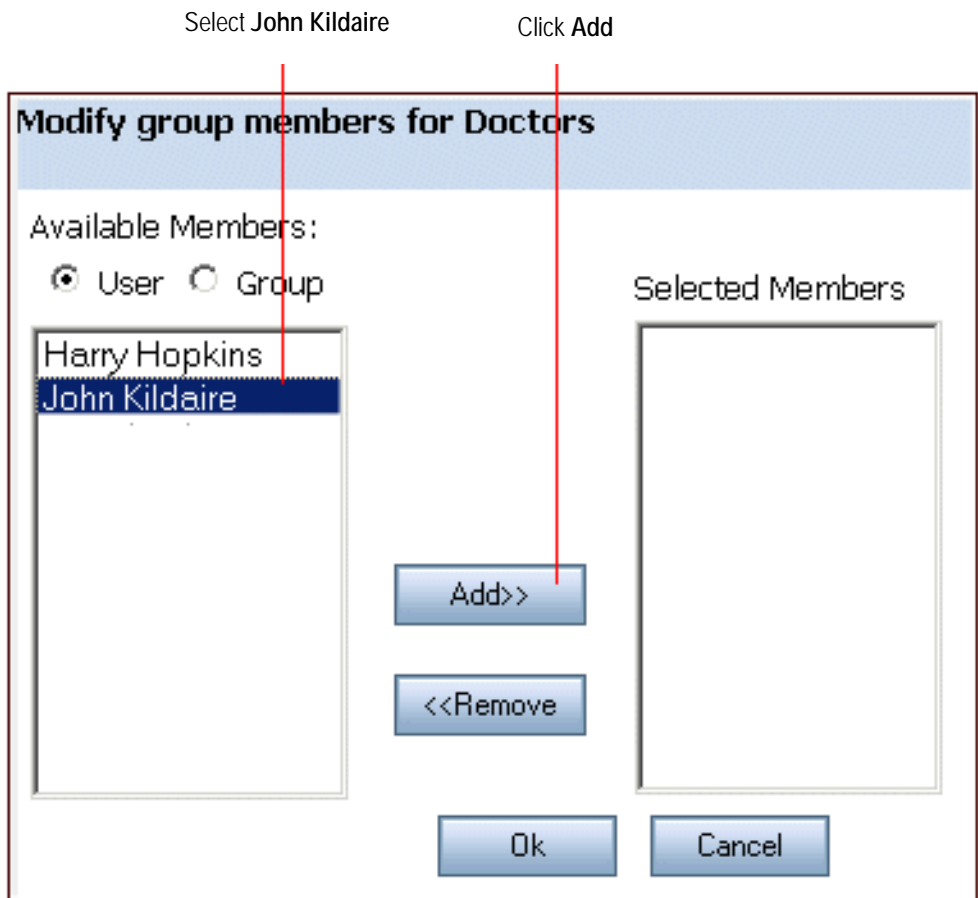 Select John Kildaire
Click Add
Modify group members for Doctors
Available Members:
User Group
Selected Members
Harry Hopkins
John Kildaire
Add>>
<<Remove
Ok
Cancel